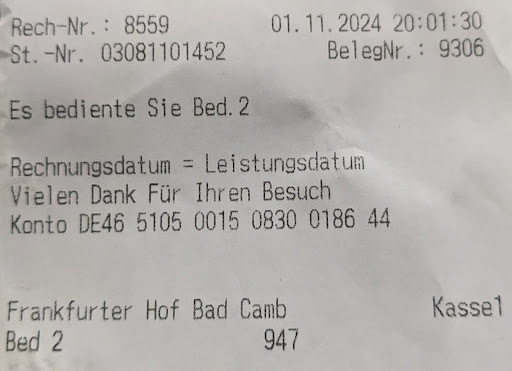 Rech-Nr.: 8559 01.11.2024 20:01:30
St.-Nr. 03081101452 BelegNr.: 9306
Es bediente Sie Bed.2
Rechnungsdatum = Leistungsdatum
Vielen Dank Für Ihren Besuch
Konto DE46 5105 0015 0830 0186 44
Frankfurter Hof Bad Camb Kasse1
Bed 2 947